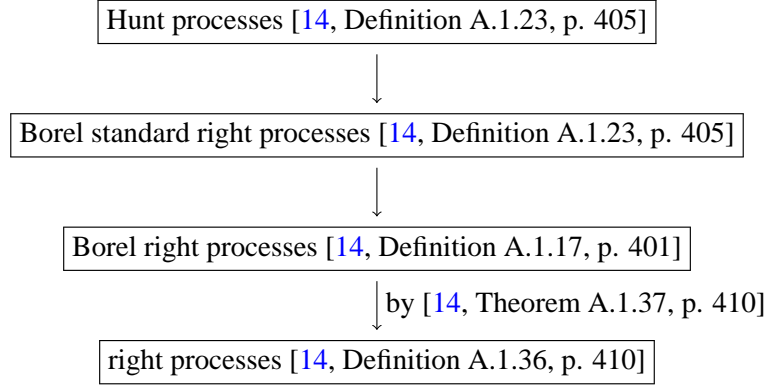 Hunt processes [14, Definition A.1.23, p. 405]
Borel standard right processes [14, Definition A.1.23, p. 405]
Borel right processes [14, Definition A.1.17, p. 401]
by [14, Theorem A.1.37, p. 410]
right processes [14, Definition A.1.36, p. 410]